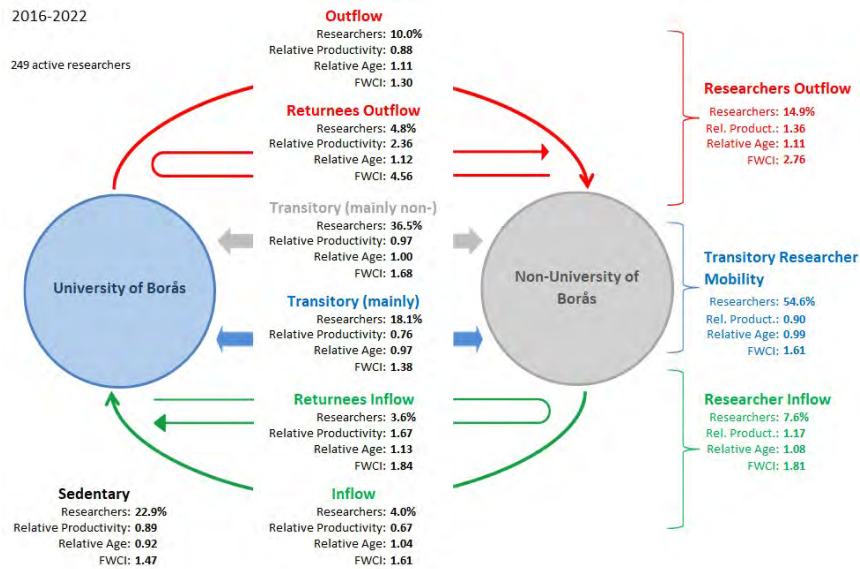 2016-2022
249 active researchers
Outflow
Researchers: 10.0%
Relative Productivity: 0.88
Relative Age: 1.11
FWCI: 1.30
Returnees Outflow
Researchers: 4.8%
Relative Productivity: 2.36
Relative Age: 1.12
FWCI: 4.56
Transitory (mainly non-)
Researchers: 36.5%
Relative Productivity: 0.97
Relative Age: 1.00
FWCI: 1.68
University of Borås
Non-University of
Borås
Transitory (mainly)
Researchers: 18.1%
Relative Productivity: 0.76
Relative Age: 0.97
FWCI: 1.38
Returnees Inflow
Researchers: 3.6%
Relative Productivity: 1.67
Relative Age: 1.13
FWCI: 1.84
Inflow
Researchers: 4.0%
Relative Productivity: 0.67
Relative Age: 1.04
FWCI: 1.61
Sedentary
Researchers: 22.9%
Relative Productivity: 0.89
Relative Age: 0.92
FWCI: 1.47
Researchers Outflow
Researchers: 14.9%
Rel. Product.: 1.36
Relative Age: 1.11
FWCI: 2.76
Transitory Researcher
Mobility
Researchers: 54.6%
Rel. Product.: 0.90
Relative Age: 0.99
FWCI: 1.61
Researcher Inflow
Researchers: 7.6%
Rel. Product.: 1.17
Relative Age: 1.08
FWCI: 1.81